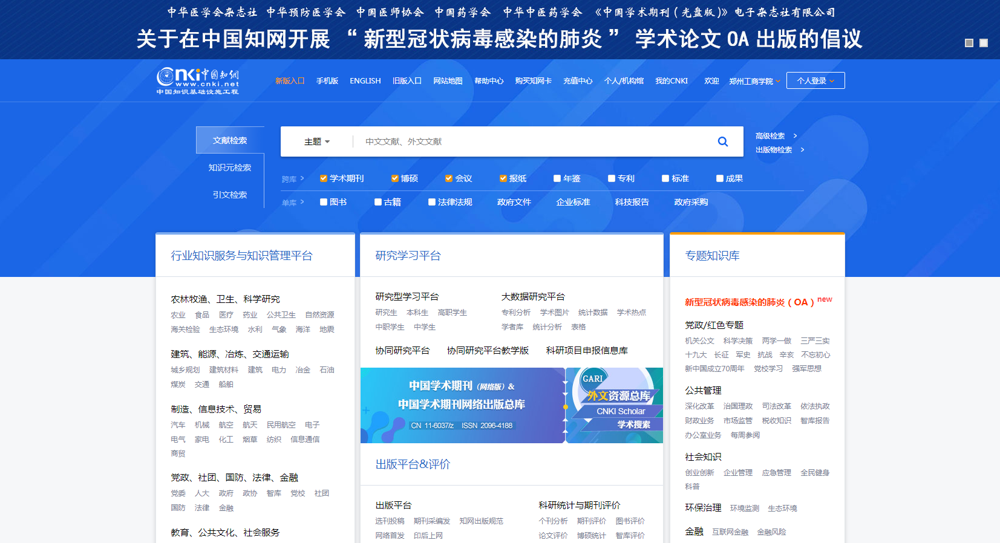 中华医学会杂志社 中华预防医学会 中国医师协会 中国药学会 中华中医药学会 《中国学术期刊(光盘版)》电子杂志社有限公司
关于在中国知网开展 “新型冠状病毒感染的肺炎” 学术论文 OA 出版的倡议
cnki中国知网
www.cnki.net
中国知识基础设施工程
新版入口 手机版 ENGLISH 旧版入口 网站地图 帮助中心 购买知网卡 充值中心 个人/机构馆 我的CNKI 欢迎 郑州工商学院 个人登录
文献检索
知识元检索
引文检索
主题 中文文献、外文文献
高级检索 >
出版物检索 >
跨库 > 学术期刊 博硕 会议 报纸 年鉴 专利 标准 成果
单库 > 图书 古籍 法律法规 政府文件 企业标准 科技报告 政府采购
行业知识服务与知识管理平台
农林牧渔、卫生、科学研究
农业 食品 医疗 药业 公共卫生 自然资源
海关检验 生态环境 水利 气象 海洋 地震
建筑、能源、冶炼、交通运输
城乡规划 建筑材料 建筑 电力 冶金 石油
煤炭 交通 船舶
制造、信息技术、贸易
汽车 机械 航空 航天 民用航空 电子
电气 家电 化工 烟草 纺织 信息通信
商贸
党政、社团、国防、法律、金融
党委 人大 政府 政协 智库 党校 社团
国防 法律 金融
教育、公共文化、社会服务
研究学习平台
研究型学习平台
研究生 本科生 高职学生
中职学生 中学生
大数据研究平台
专利分析 学术图片 统计数据 学术热点
学者库 统计分析 表格
协同研究平台 协同研究平台教学版 科研项目申报信息库
中国学术期刊(网络版)&
中国学术期刊网络出版总库
CN 11-6037/z ISSN 2096-4188
GARI
外文资源总库
CNKI Scholar
学术搜索
出版平台&评价
出版平台
选刊投稿 期刊采编发 知网出版规范
网络首发 印后上网
科研统计与期刊评价
个刊分析 期刊评价 图书评价
论文评价 博硕统计 智库评价
专题知识库
新型冠状病毒感染的肺炎(OA)new
党政/红色专题
机关公文 科学决策 两学一做 三严三实
十九大 长征 军史 抗战 辛亥 不忘初心
新中国成立70周年 党校学习 强军思想
公共管理
深化改革 治国理政 司法改革 依法执政
财政业务 市场监管 税收知识 智库报告
办公室业务 每周参阅
社会知识
创业创新 企业管理 应急管理 全民健身
科普
环保治理 环境监测 生态环境
金融 互联网金融 金融风险